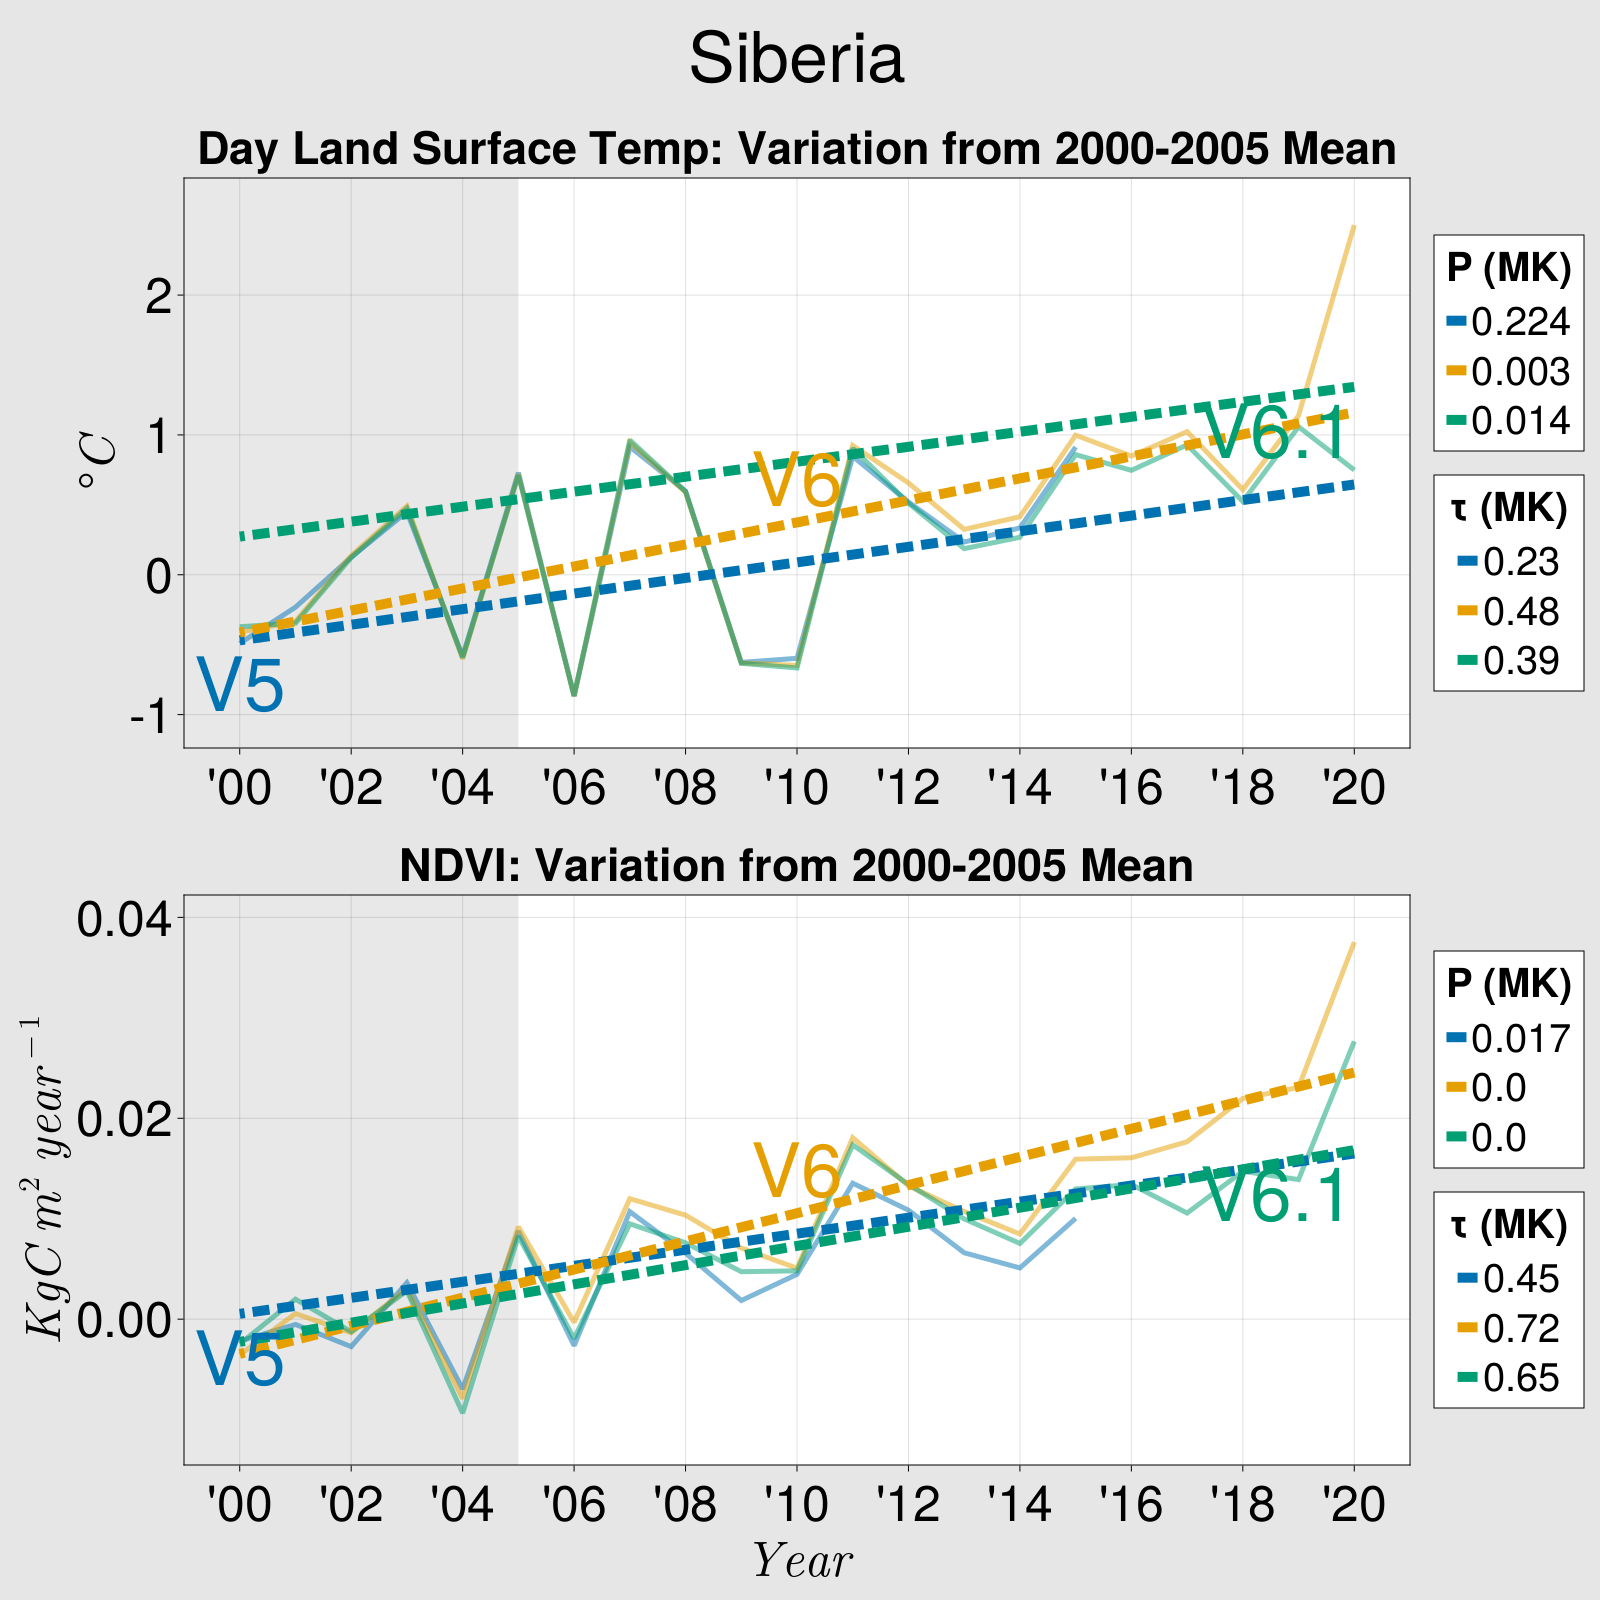 Siberia
Day Land Surface Temp: Variation from 2000-2005 Mean
2
1
0
-1
°C
V5
V6
V6.1
'00 '02 '04 '06 '08 '10 '12 '14 '16 '18 '20
P (MK)
0.224
0.003
0.014
τ (MK)
0.23
0.48
0.39
NDVI: Variation from 2000-2005 Mean
0.04
0.02
0.00
KgC m² year⁻¹
V5
V6
V6.1
'00 '02 '04 '06 '08 '10 '12 '14 '16 '18 '20
Year
P (MK)
0.017
0.0
0.0
τ (MK)
0.45
0.72
0.65